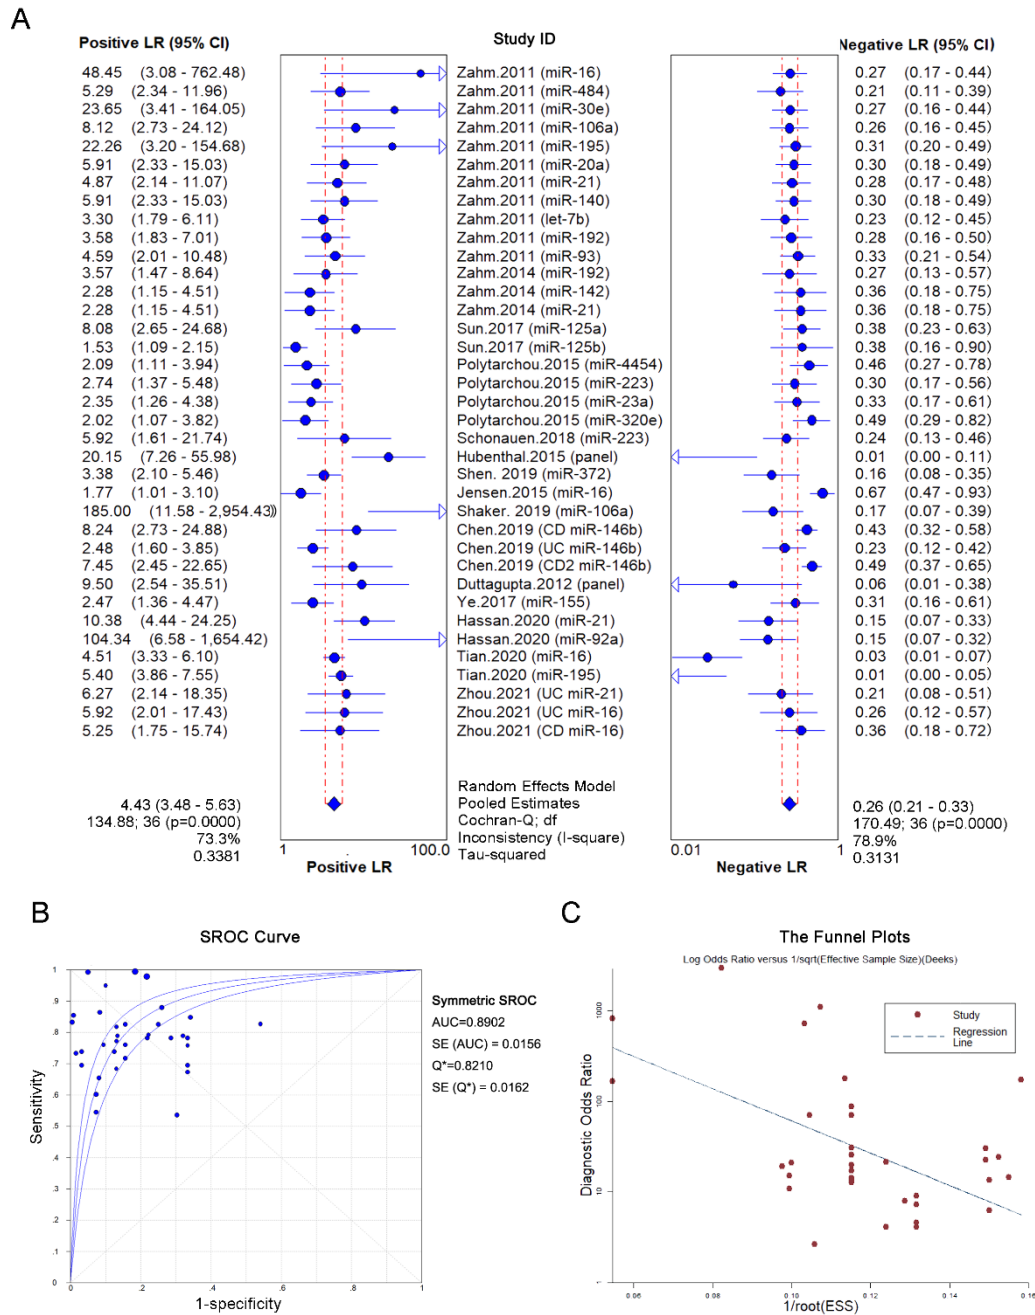 A
Positive LR (95% CI) Study ID Negative LR (95% CI)
48.45 (3.08 - 762.48) Zahm.2011 (miR-16) 0.27 (0.17 - 0.44)
5.29 (2.34 - 11.96) Zahm.2011 (miR-484) 0.21 (0.11 - 0.39)
23.65 (3.41 - 164.05) Zahm.2011 (miR-30e) 0.27 (0.16 - 0.44)
8.12 (2.73 - 24.12) Zahm.2011 (miR-106a) 0.26 (0.16 - 0.45)
22.26 (3.20 - 154.68) Zahm.2011 (miR-195) 0.31 (0.20 - 0.49)
5.91 (2.33 - 15.03) Zahm.2011 (miR-20a) 0.30 (0.18 - 0.49)
4.87 (2.14 - 11.07) Zahm.2011 (miR-21) 0.28 (0.17 - 0.48)
5.91 (2.33 - 15.03) Zahm.2011 (miR-140) 0.30 (0.18 - 0.49)
3.30 (1.79 - 6.11) Zahm.2011 (let-7b) 0.23 (0.12 - 0.45)
3.58 (1.83 - 7.01) Zahm.2011 (miR-192) 0.28 (0.16 - 0.50)
4.59 (2.01 - 10.48) Zahm.2011 (miR-93) 0.33 (0.21 - 0.54)
3.57 (1.47 - 8.64) Zahm.2014 (miR-192) 0.27 (0.13 - 0.57)
2.28 (1.15 - 4.51) Zahm.2014 (miR-142) 0.36 (0.18 - 0.75)
2.28 (1.15 - 4.51) Zahm.2014 (miR-21) 0.36 (0.18 - 0.75)
8.08 (2.65 - 24.68) Sun.2017 (miR-125a) 0.38 (0.23 - 0.63)
1.53 (1.09 - 2.15) Sun.2017 (miR-125b) 0.38 (0.16 - 0.90)
2.09 (1.11 - 3.94) Polytarchou.2015 (miR-4454) 0.46 (0.27 - 0.78)
2.74 (1.37 - 5.48) Polytarchou.2015 (miR-223) 0.30 (0.17 - 0.56)
2.35 (1.26 - 4.38) Polytarchou.2015 (miR-23a) 0.33 (0.17 - 0.61)
2.02 (1.07 - 3.82) Polytarchou.2015 (miR-320e) 0.49 (0.29 - 0.82)
5.92 (1.61 - 21.74) Schonauen.2018 (miR-223) 0.24 (0.13 - 0.46)
20.15 (7.26 - 55.98) Hubenthal.2015 (panel) 0.01 (0.00 - 0.11)
3.38 (2.10 - 5.46) Shen. 2019 (miR-372) 0.16 (0.08 - 0.35)
1.77 (1.01 - 3.10) Jensen.2015 (miR-16) 0.67 (0.47 - 0.93)
185.00 (11.58 - 2,954.43) Shaker. 2019 (miR-106a) 0.17 (0.07 - 0.39)
8.24 (2.73 - 24.88) Chen.2019 (CD miR-146b) 0.43 (0.32 - 0.58)
2.48 (1.60 - 3.85) Chen.2019 (UC miR-146b) 0.23 (0.12 - 0.42)
7.45 (2.45 - 22.65) Chen.2019 (CD2 miR-146b) 0.49 (0.37 - 0.65)
9.50 (2.54 - 35.51) Duttagupta.2012 (panel) 0.06 (0.01 - 0.38)
2.47 (1.36 - 4.47) Ye.2017 (miR-155) 0.31 (0.16 - 0.61)
10.38 (4.44 - 24.25) Hassan.2020 (miR-21) 0.15 (0.07 - 0.33)
104.34 (6.58 - 1,654.42) Hassan.2020 (miR-92a) 0.15 (0.07 - 0.32)
4.51 (3.33 - 6.10) Tian.2020 (miR-16) 0.03 (0.01 - 0.07)
5.40 (3.86 - 7.55) Tian.2020 (miR-195) 0.01 (0.00 - 0.05)
6.27 (2.14 - 18.35) Zhou.2021 (UC miR-21) 0.21 (0.08 - 0.51)
5.92 (2.01 - 17.43) Zhou.2021 (UC miR-16) 0.26 (0.12 - 0.57)
5.25 (1.75 - 15.74) Zhou.2021 (CD miR-16) 0.36 (0.18 - 0.72)
Random Effects Model
4.43 (3.48 - 5.63) Pooled Estimates 0.26 (0.21 - 0.33)
134.88; 36 (p=0.0000) Cochran-Q; df 170.49; 36 (p=0.0000)
73.3% Inconsistency (I-square) 78.9%
0.3381 Tau-squared 0.3131
1 100.0 0.01 1
Positive LR Negative LR
B
SROC Curve
Sensitivity
1
.9
.8
.7
.6
.5
.4
.3
.2
.1
0
0 .2 .4 .6 .8 1
1-specificity
Symmetric SROC
AUC=0.8902
SE (AUC) = 0.0156
Q*=0.8210
SE (Q*) = 0.0162
C
The Funnel Plots
Log Odds Ratio versus 1/sqrt(Effective Sample Size)(Deeks)
Study
Regression
Line
Diagnostic Odds Ratio
1000
100
10
1
0.06 0.08 0.10 0.12 0.14 0.16
1/root(ESS)